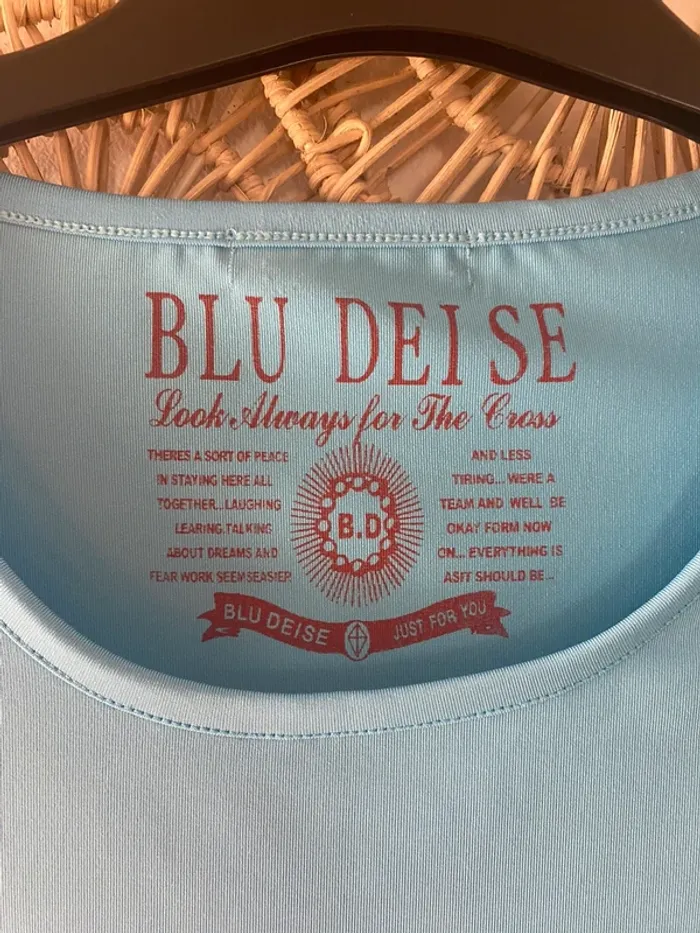 BLU DEISE
Look Always for The Cross
THERES A SORT OF PEACE
IN STAYING HERE ALL
TOGETHER...LAUGHING
LEARING.TALKING
ABOUT DREAMS AND
FEAR WORK SEEMSEASIER
B.D
AND LESS
TIRING...WERE A
TEAM AND WELL BE
OKAY FORM NOW
ON... EVERYTHING IS
ASIT SHOULD BE...
BLU DEISE JUST FOR YOU